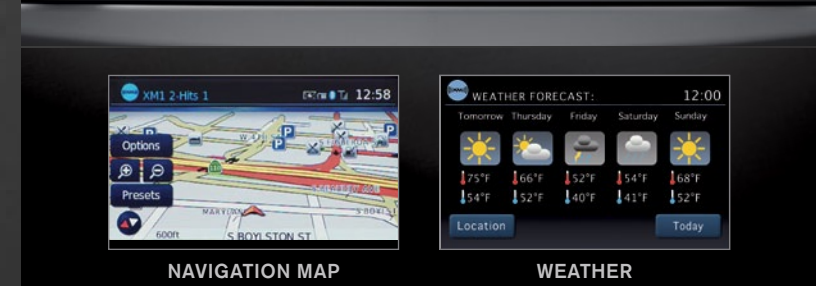 XM1 2-Hits 1
12:58
P
P
P
P
Options
Presets
MARYLAND
600ft
S BOYLSTON ST
NAVIGATION MAP
WEATHER FORECAST:
12:00
Tomorrow Thursday Friday Saturday Sunday
75°F 66°F 52°F 54°F 68°F
54°F 52°F 40°F 41°F 52°F
Location
Today
WEATHER